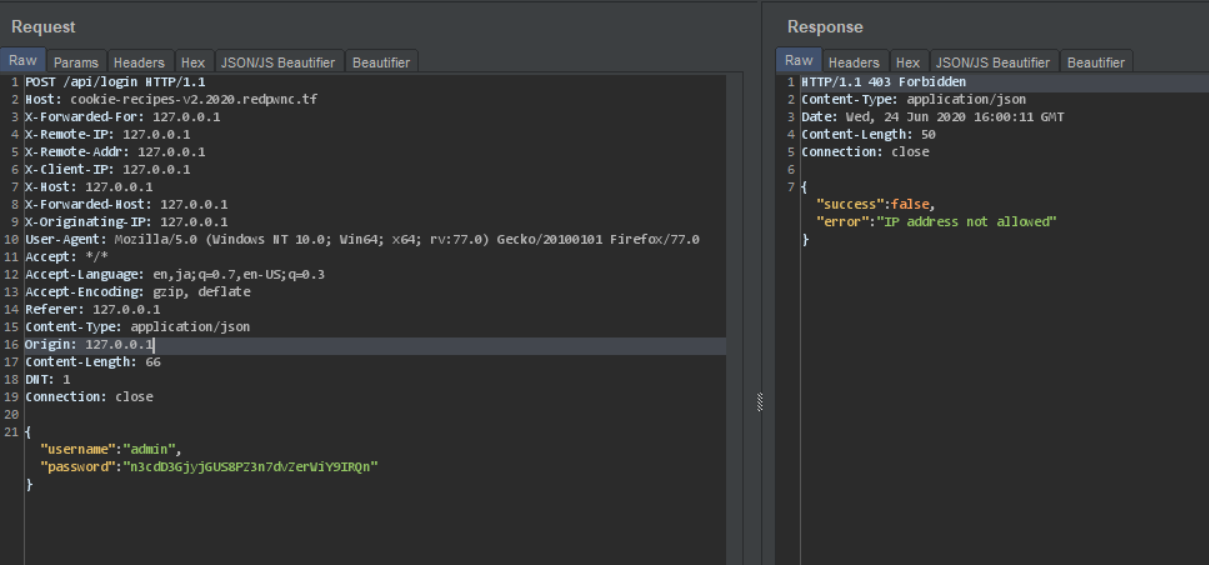 Request
Raw Params Headers Hex JSON/JS Beautifier Beautifier
1 POST /api/login HTTP/1.1
2 Host: cookie-recipes-v2.2020.redpwnc.tf
3 X-Forwarded-For: 127.0.0.1
4 X-Remote-IP: 127.0.0.1
5 X-Remote-Addr: 127.0.0.1
6 X-Client-IP: 127.0.0.1
7 X-Host: 127.0.0.1
8 X-Forwarded-Host: 127.0.0.1
9 X-Originating-IP: 127.0.0.1
10 User-Agent: Mozilla/5.0 (Windows NT 10.0; Win64; x64; rv:77.0) Gecko/20100101 Firefox/77.0
11 Accept: */*
12 Accept-Language: en,ja;q=0.7,en-US;q=0.3
13 Accept-Encoding: gzip, deflate
14 Referer: 127.0.0.1
15 Content-Type: application/json
16 Origin: 127.0.0.1
17 Content-Length: 66
18 DNT: 1
19 Connection: close
20
21 {
"username":"admin",
"password":"n3cdD3GjyjGUS8PZ3n7dvZerWiY9IRQn"
}
Response
Raw Headers Hex JSON/JS Beautifier Beautifier
1 HTTP/1.1 403 Forbidden
2 Content-Type: application/json
3 Date: Wed, 24 Jun 2020 16:00:11 GMT
4 Content-Length: 50
5 Connection: close
6
7 {
"success":false,
"error":"IP address not allowed"
}